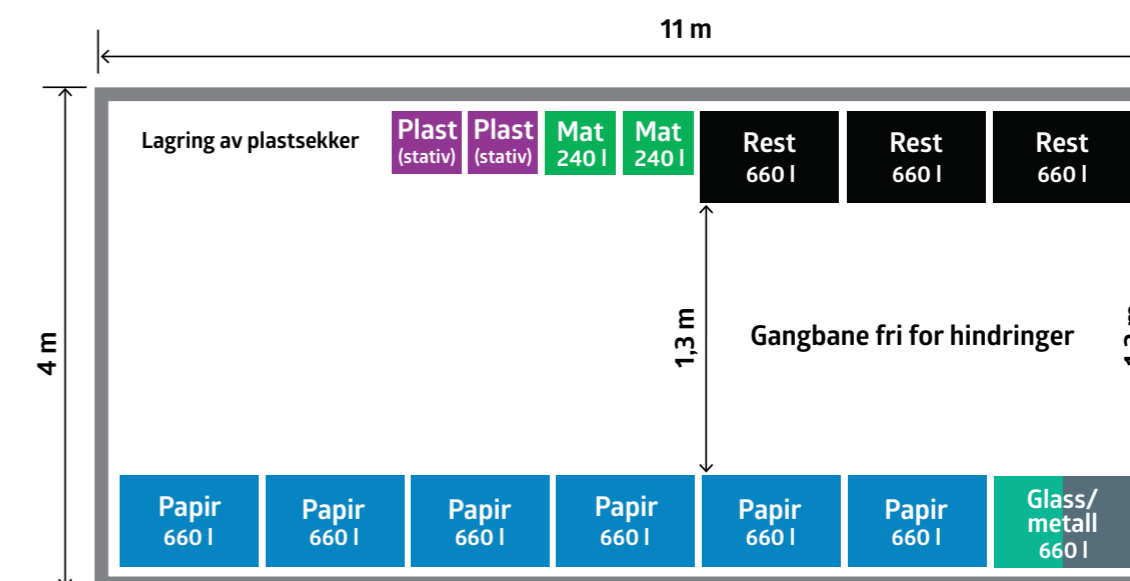 11 m
Lagring av plastsekker
Plast
(stativ)
Plast
(stativ)
Mat
240 l
Mat
240 l
Rest
660 l
Rest
660 l
Rest
660 l
4 m
1,3 m
Gangbane fri for hindringer
Papir
660 l
Papir
660 l
Papir
660 l
Papir
660 l
Papir
660 l
Papir
660 l
Glass/
metall
660 l